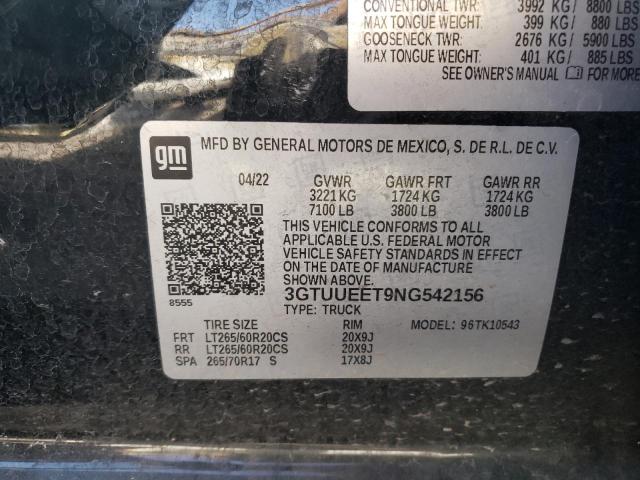 CONVENTIONAL TWR: 3992 KG/ 8800 LBS
MAX TONGUE WEIGHT: 399 KG / 880 LBS
GOOSENECK TWR: 2676 KG/ 5900 LBS
MAX TONGUE WEIGHT: 401 KG / 885 LBS
SEE OWNER'S MANUAL FOR MORE
gm
MFD BY GENERAL MOTORS DE MEXICO, S. DE R.L. DE C.V.
04/22 GVWR GAWR FRT GAWR RR
3221 KG 1724 KG 1724 KG
7100 LB 3800 LB 3800 LB
THIS VEHICLE CONFORMS TO ALL
APPLICABLE U.S. FEDERAL MOTOR
VEHICLE SAFETY STANDARDS IN EFFECT
ON THE DATE OF MANUFACTURE
SHOWN ABOVE.
8555 3GTUUEET9NG542156
TYPE: TRUCK
TIRE SIZE RIM MODEL: 96TK10543
FRT LT265/60R20CS 20X9J
RR LT265/60R20CS 20X9J
SPA 265/70R17 S 17X8J